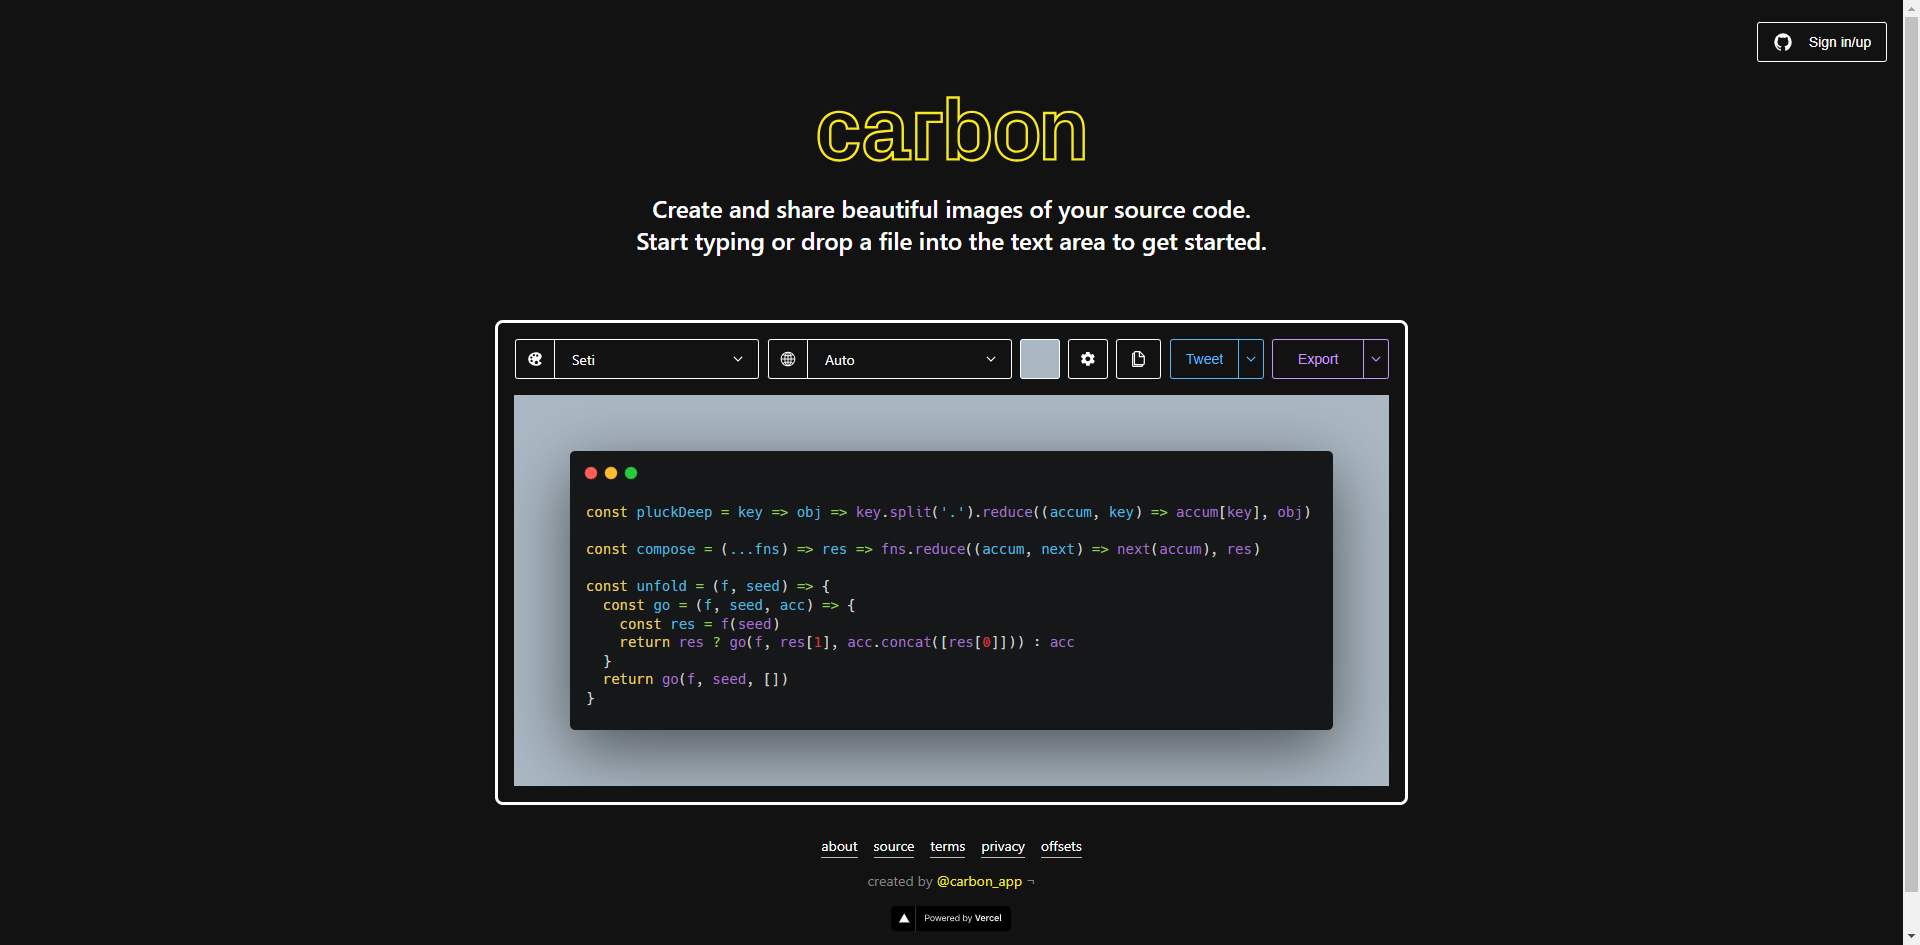 Sign in/up
carbon
Create and share beautiful images of your source code.
Start typing or drop a file into the text area to get started.
Seti
Auto
Tweet
Export
const pluckDeep = key => obj => key.split('.').reduce((accum, key) => accum[key], obj)
const compose = (...fns) => res => fns.reduce((accum, next) => next(accum), res)
const unfold = (f, seed) => {
  const go = (f, seed, acc) => {
    const res = f(seed)
    return res ? go(f, res[1], acc.concat([res[0]])) : acc
  }
  return go(f, seed, [])
}
about source terms privacy offsets
created by @carbon_app ¬
Powered by Vercel